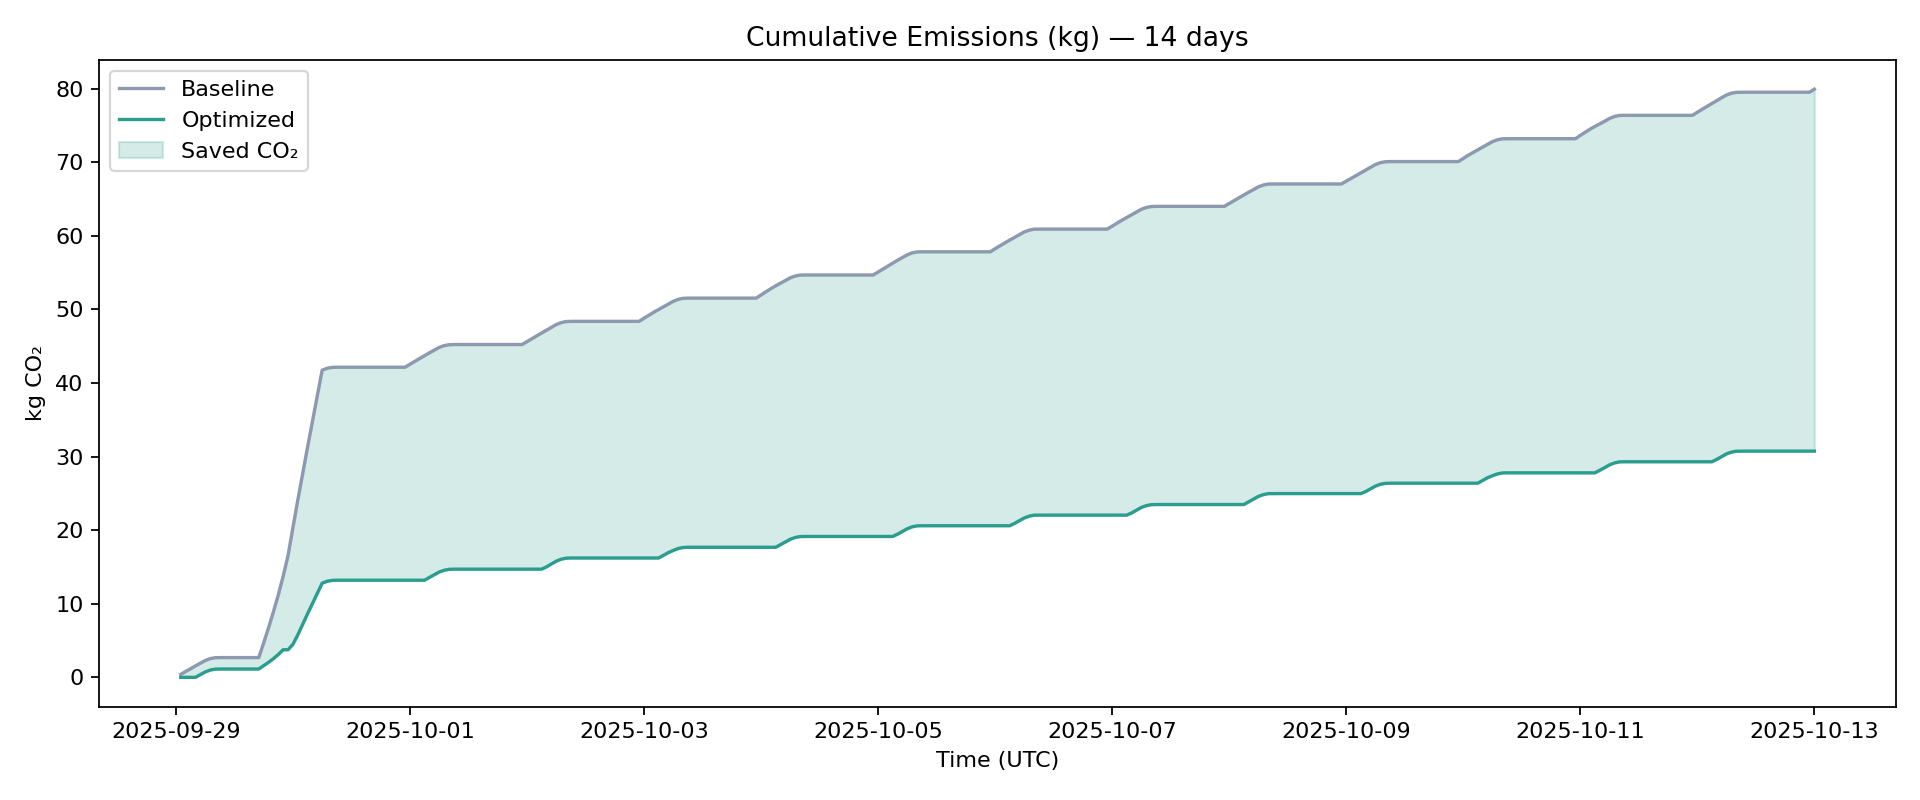 Cumulative Emissions (kg) — 14 days
Baseline
Optimized
Saved CO₂
80
70
60
50
40
30
20
10
0
kg CO₂
2025-09-29 2025-10-01 2025-10-03 2025-10-05 2025-10-07 2025-10-09 2025-10-11 2025-10-13
Time (UTC)